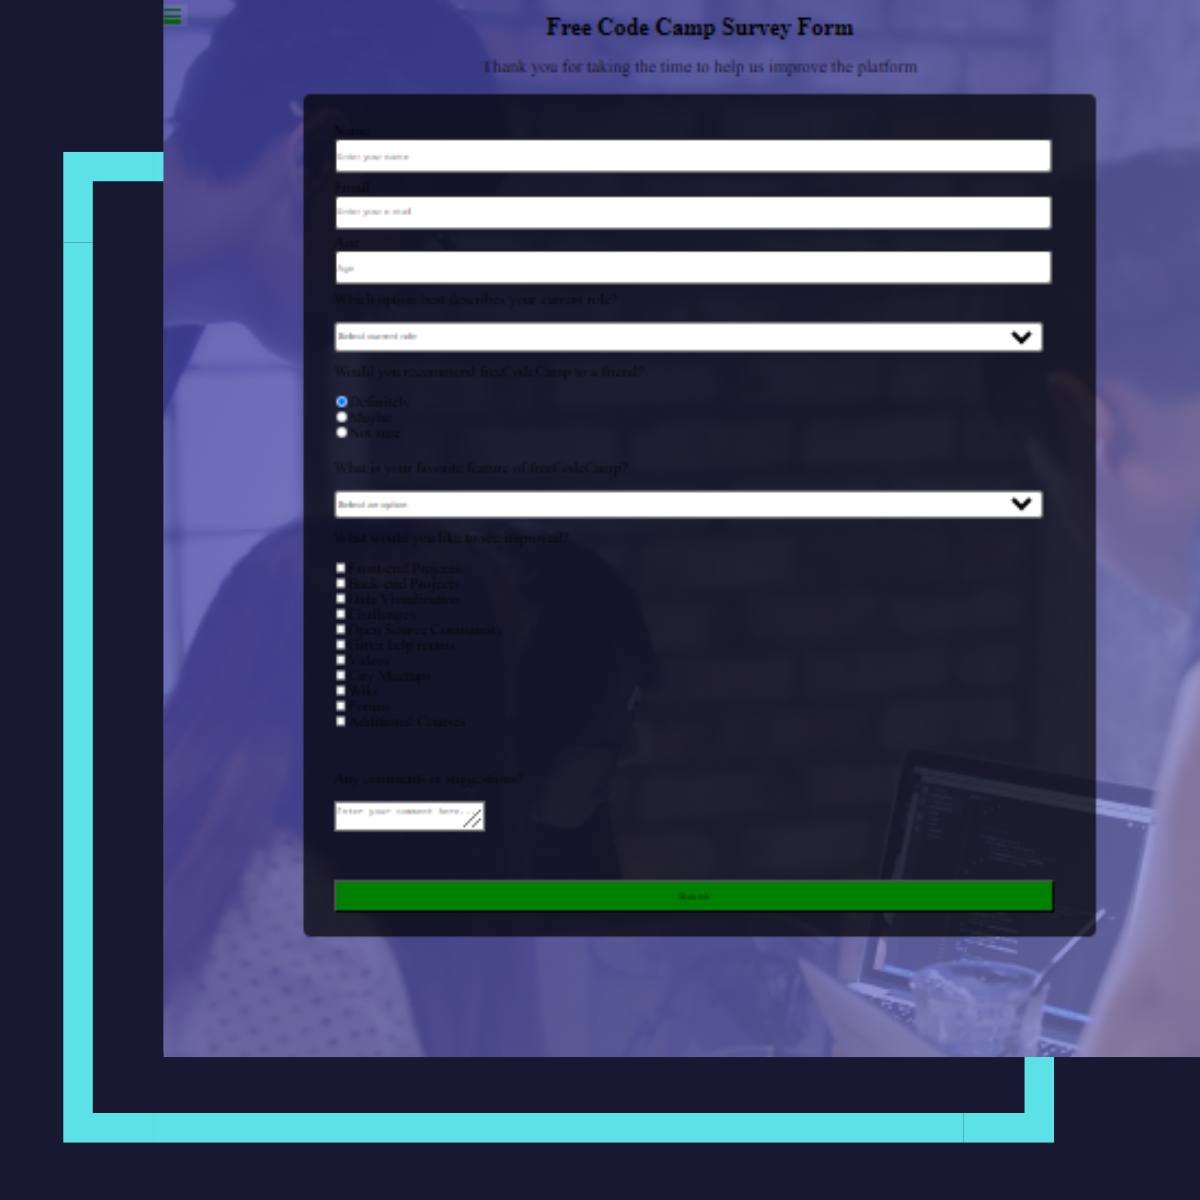 Free Code Camp Survey Form
Thank you for taking the time to help us improve the platform
Name
Enter your name
Email
Enter your e-mail
Age
Age
Which option best describes your current role?
Select current role
Would you recommend freeCodeCamp to a friend?
Definitely
Maybe
Not sure
What is your favorite feature of freeCodeCamp?
Select an option
What would you like to see improved?
Front-end Projects
Back-end Projects
Data Visualization
Challenges
Open Source Community
Gitter help rooms
Videos
City Meetups
Wiki
Forum
Additional Courses
Any comments or suggestions?
Enter your comment here...
Submit